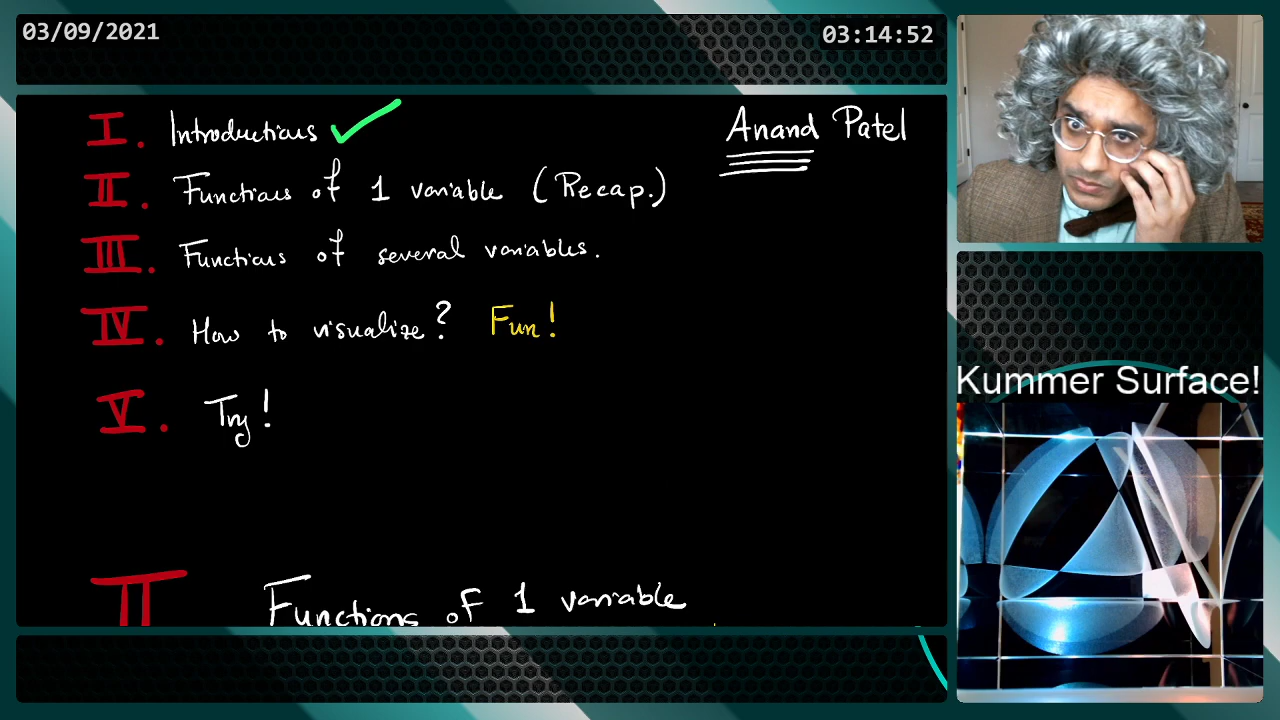 03/09/2021
03:14:52
I. Introductions
Anand Patel
II. Functions of 1 variable (Recap.)
III. Functions of several variables.
IV. How to visualize? Fun!
V. Try!
II Functions of 1 variable
Kummer Surface!